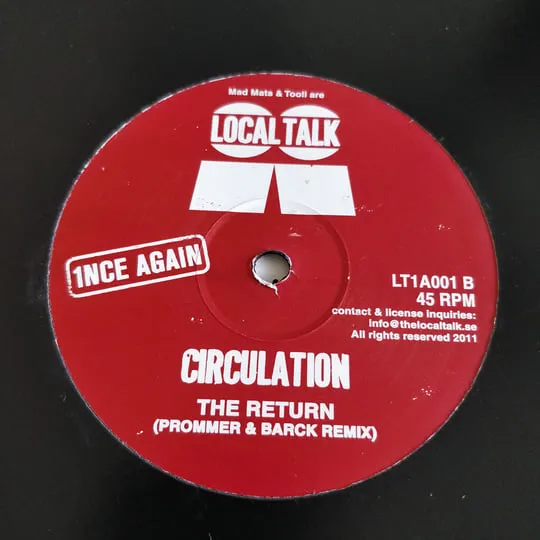 Mad Mats & Tooli are
LOCAL TALK
1NCE AGAIN
LT1A001 B
45 RPM
contact & license inquiries:
info@thelocaltalk.se
All rights reserved 2011
CIRCULATION
THE RETURN
(PROMMER & BARCK REMIX)